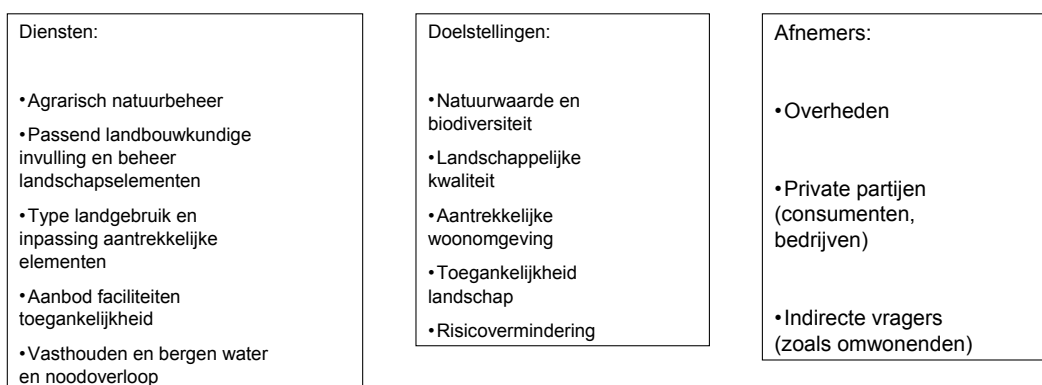 Diensten:
•Agrarisch natuurbeheer
•Passend landbouwkundige
invulling en beheer
landschapselementen
•Type landgebruik en
inpassing aantrekkelijke
elementen
•Aanbod faciliteiten
toegankelijkheid
•Vasthouden en bergen water
en noodoverloop
Doelstellingen:
•Natuurwaarde en
biodiversiteit
•Landschappelijke
kwaliteit
•Aantrekkelijke
woonomgeving
•Toegankelijkheid
landschap
•Risicovermindering
Afnemers:
•Overheden
•Private partijen
(consumenten,
bedrijven)
•Indirecte vragers
(zoals omwonenden)